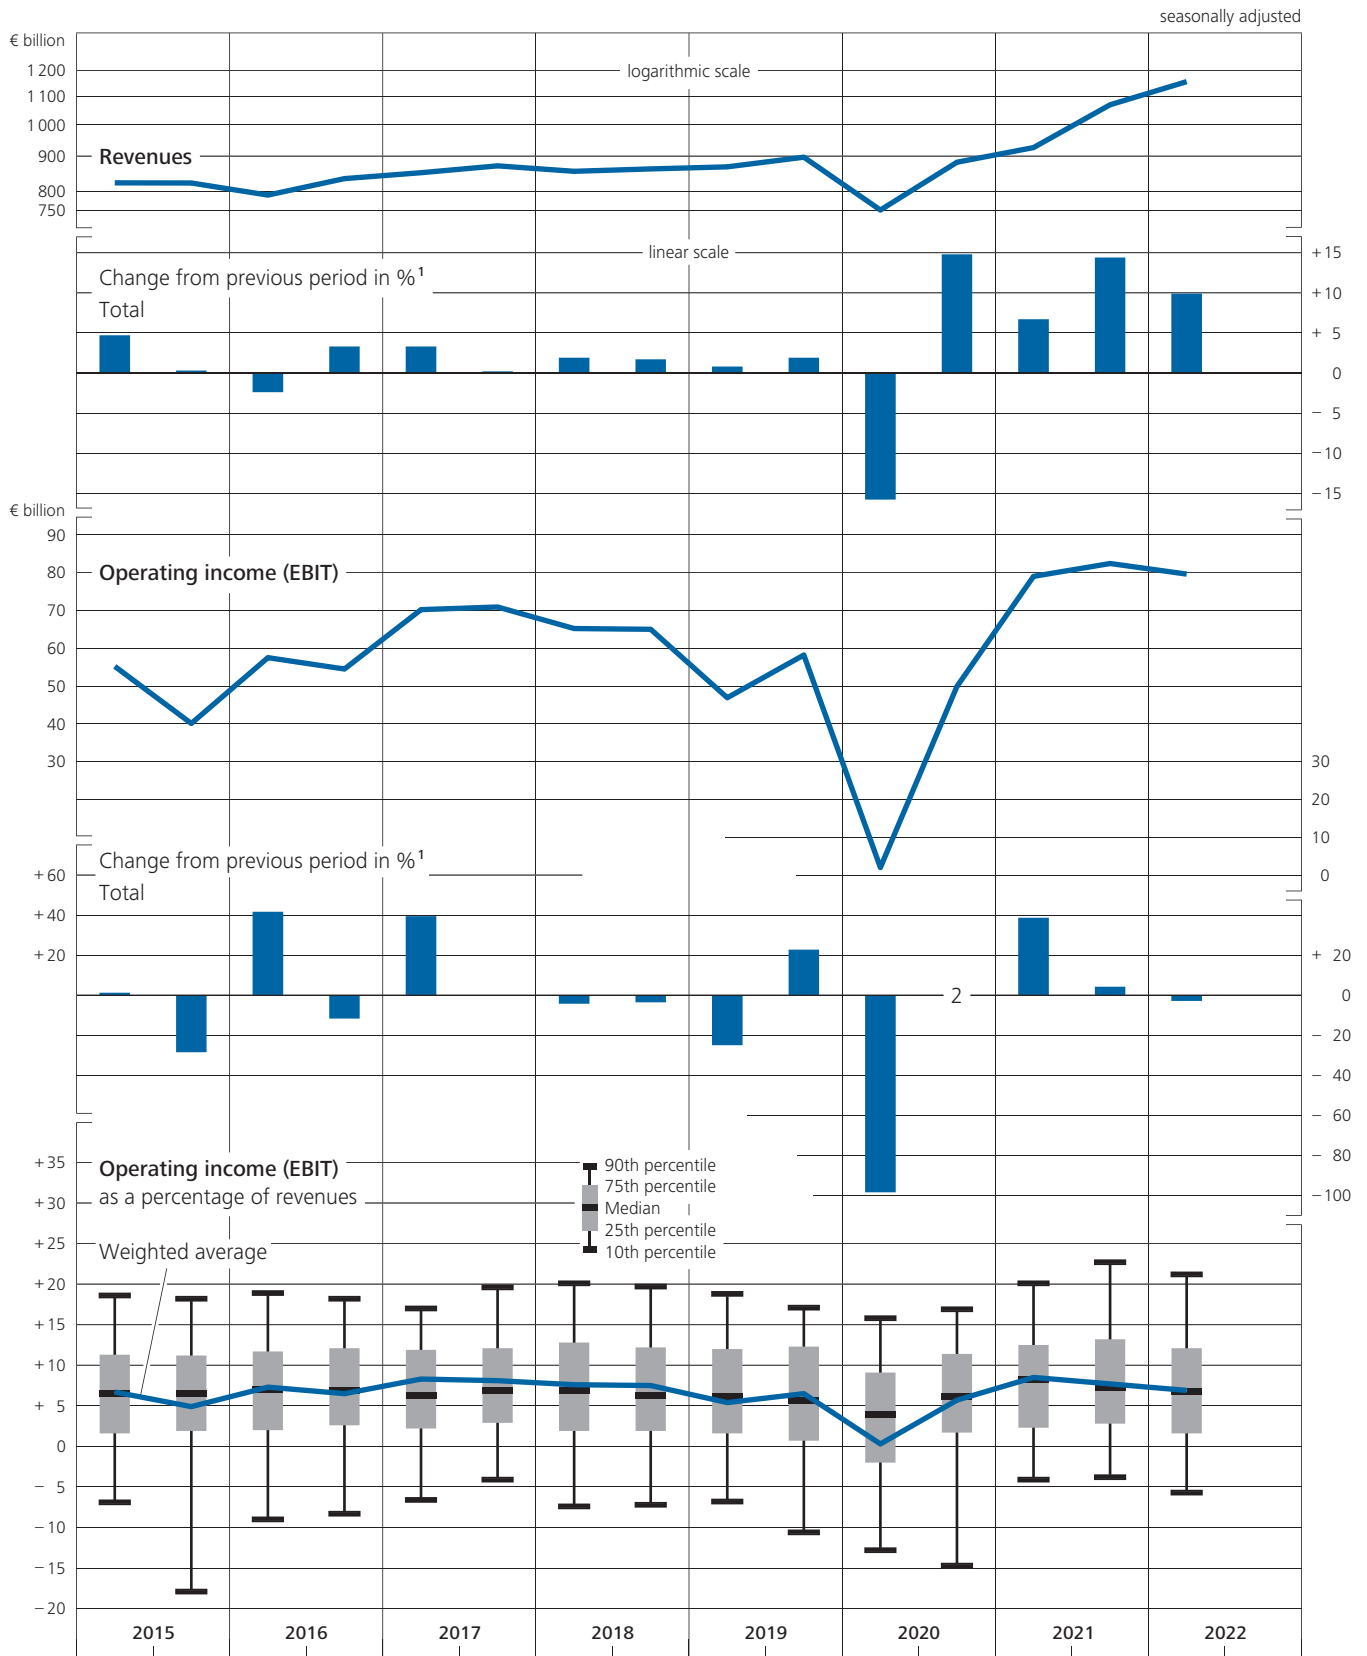 seasonally adjusted
€ billion
1 200
logarithmic scale
1 100
1 000
900
Revenues
800
750
linear scale
+ 15
Change from previous period in %¹
+ 10
Total
+ 5
0
− 5
− 10
− 15
€ billion
90
80
Operating income (EBIT)
70
60
50
40
30
30
20
10
Change from previous period in %¹
+ 60
0
Total
+ 40
+ 20
+ 20
2
0
− 20
− 40
− 60
− 80
− 100
+ 35
Operating income (EBIT)
as a percentage of revenues
90th percentile
75th percentile
Median
25th percentile
10th percentile
+ 30
+ 25
Weighted average
+ 20
+ 15
+ 10
+ 5
0
− 5
− 10
− 15
− 20
2015 2016 2017 2018 2019 2020 2021 2022